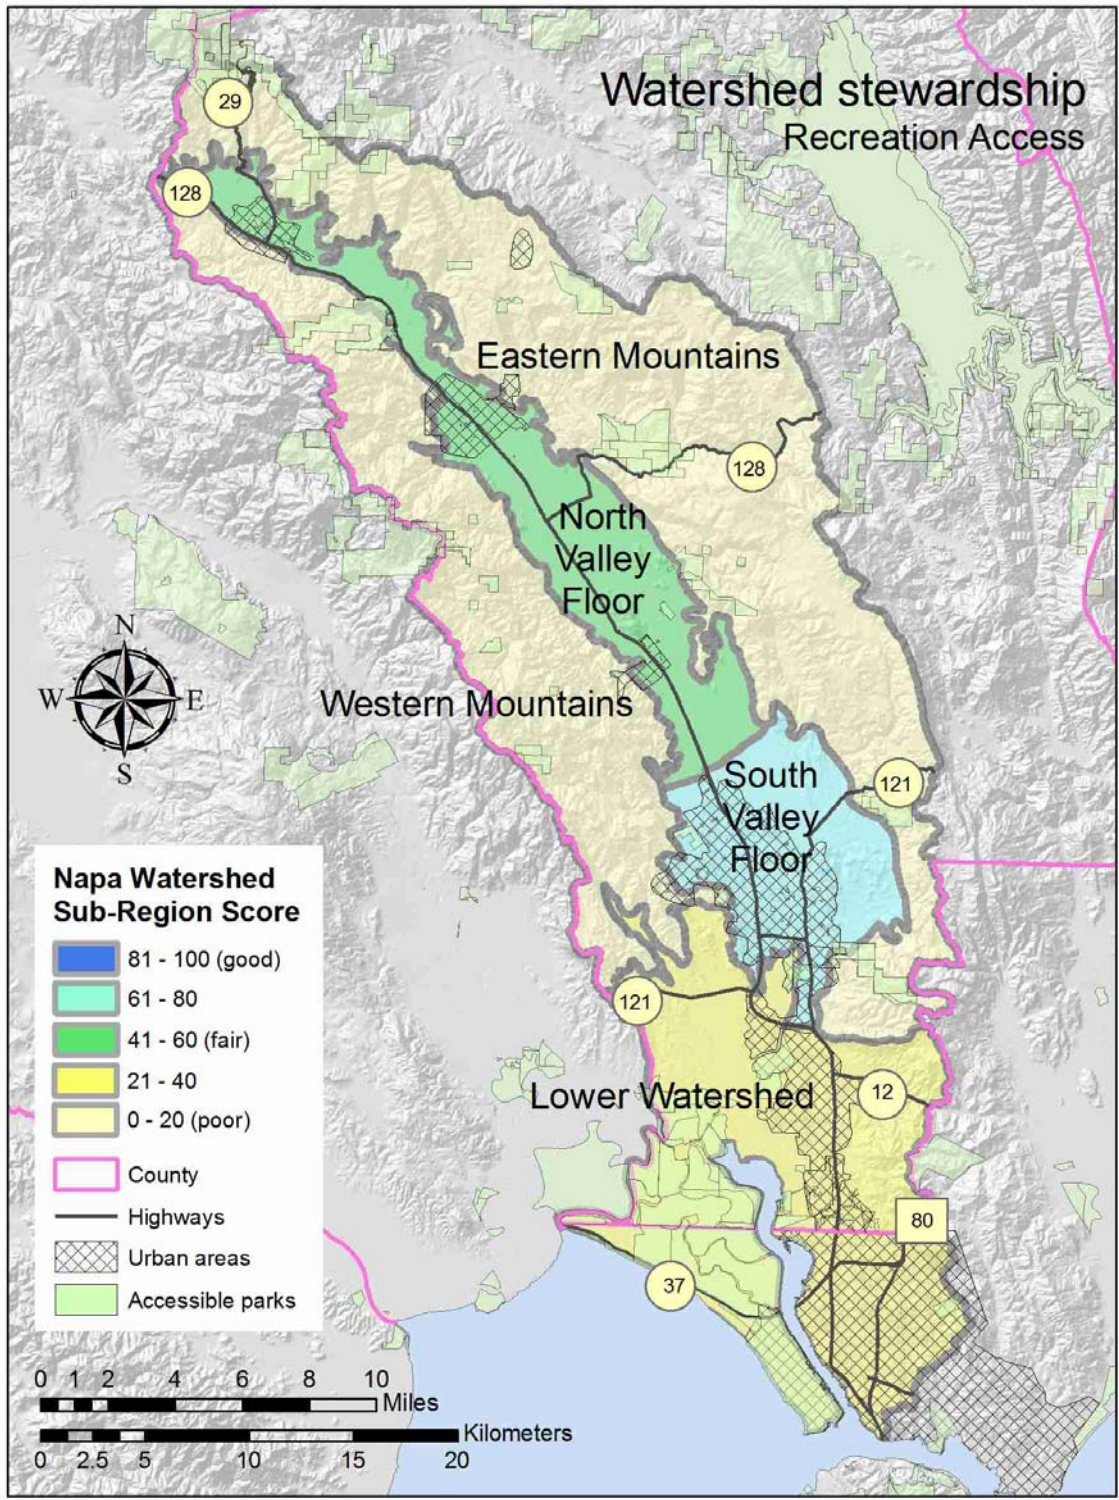 Watershed stewardship
Recreation Access
29
128
Eastern Mountains
128
North
Valley
Floor
N
W E
S
Western Mountains
South
Valley
Floor
121
121
Lower Watershed
12
80
37
Napa Watershed
Sub-Region Score
81 - 100 (good)
61 - 80
41 - 60 (fair)
21 - 40
0 - 20 (poor)
County
Highways
Urban areas
Accessible parks
0 1 2 4 6 8 10
Miles
Kilometers
0 2.5 5 10 15 20